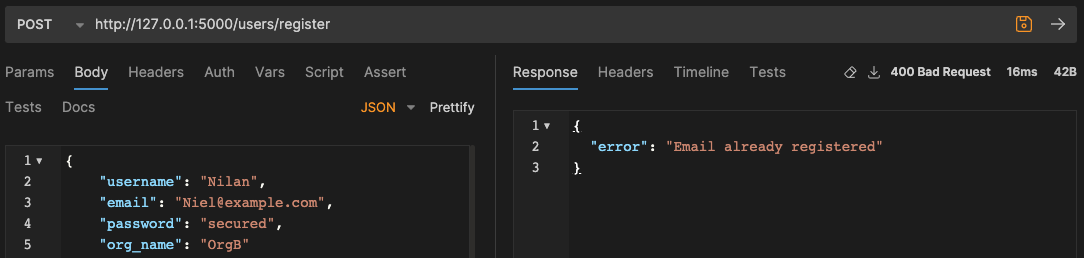 POST http://127.0.0.1:5000/users/register
Params Body Headers Auth Vars Script Assert
Tests Docs JSON Prettify
1 {
2 "username": "Nilan",
3 "email": "Niel@example.com",
4 "password": "secured",
5 "org_name": "OrgB"
Response Headers Timeline Tests 400 Bad Request 16ms 42B
1 {
2 "error": "Email already registered"
3 }